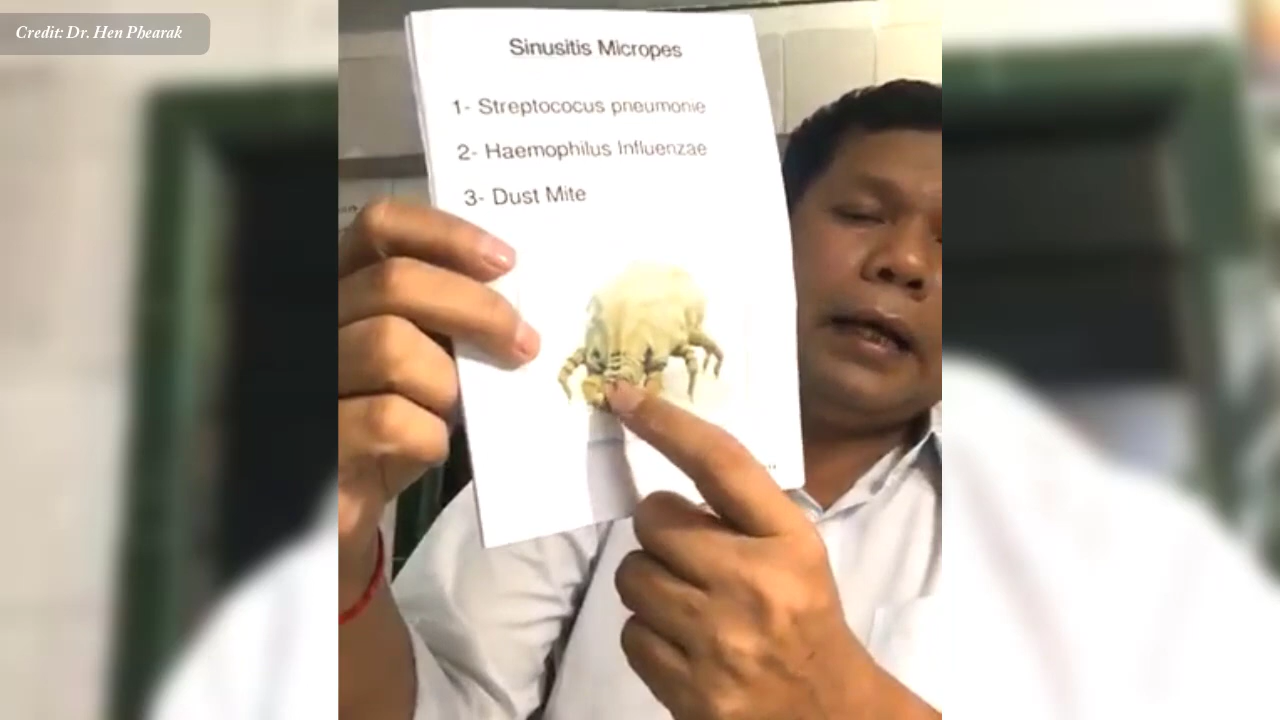 Credit: Dr. Hen Phearak
Sinusitis Micropes
1- Streptococus pneumonie
2- Haemophilus Influenzae
3- Dust Mite